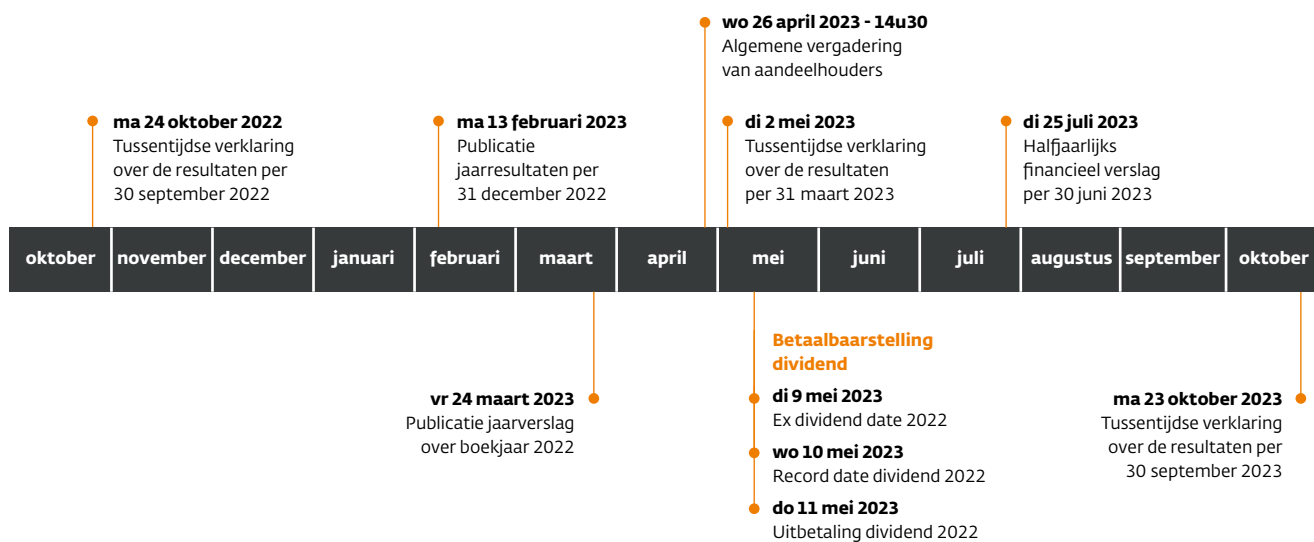 wo 26 april 2023 - 14u30
Algemene vergadering
van aandeelhouders
ma 24 oktober 2022
Tussentijdse verklaring
over de resultaten per
30 september 2022
ma 13 februari 2023
Publicatie
jaarresultaten per
31 december 2022
di 2 mei 2023
Tussentijdse verklaring
over de resultaten
per 31 maart 2023
di 25 juli 2023
Halfjaarlijks
financieel verslag
per 30 juni 2023
oktober november december januari februari maart april mei juni juli augustus september oktober
vr 24 maart 2023
Publicatie jaarverslag
over boekjaar 2022
Betaalbaarstelling
dividend
di 9 mei 2023
Ex dividend date 2022
wo 10 mei 2023
Record date dividend 2022
do 11 mei 2023
Uitbetaling dividend 2022
ma 23 oktober 2023
Tussentijdse verklaring
over de resultaten per
30 september 2023